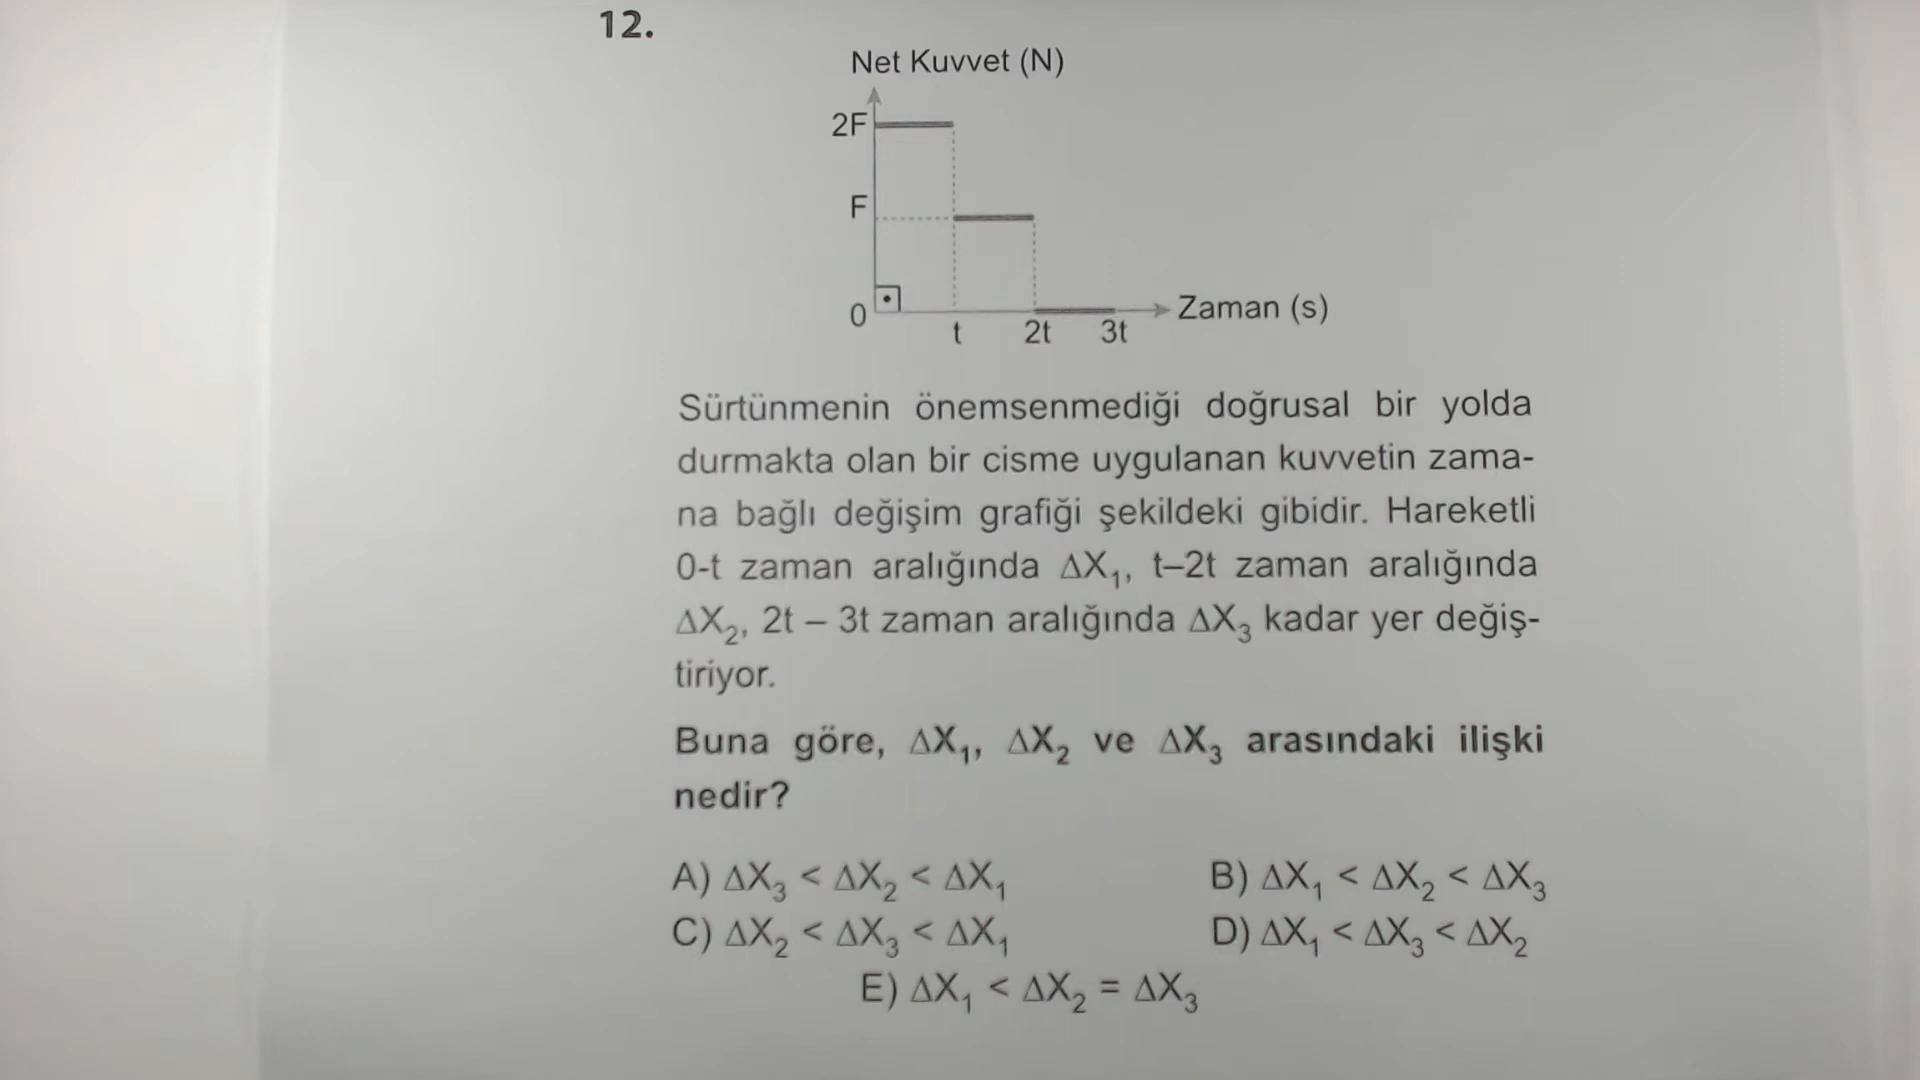 12.
Net Kuvvet (N)
2F
F
0
t 2t 3t
Zaman (s)
Sürtünmenin önemsenmediği doğrusal bir yolda
durmakta olan bir cisme uygulanan kuvvetin zama-
na bağlı değişim grafiği şekildeki gibidir. Hareketli
0-t zaman aralığında ΔX₁, t–2t zaman aralığında
ΔX₂, 2t – 3t zaman aralığında ΔX₃ kadar yer değiş-
tiriyor.
Buna göre, ΔX₁, ΔX₂ ve ΔX₃ arasındaki ilişki
nedir?
A) ΔX₃ < ΔX₂ < ΔX₁ B) ΔX₁ < ΔX₂ < ΔX₃
C) ΔX₂ < ΔX₃ < ΔX₁ D) ΔX₁ < ΔX₃ < ΔX₂
E) ΔX₁ < ΔX₂ = ΔX₃